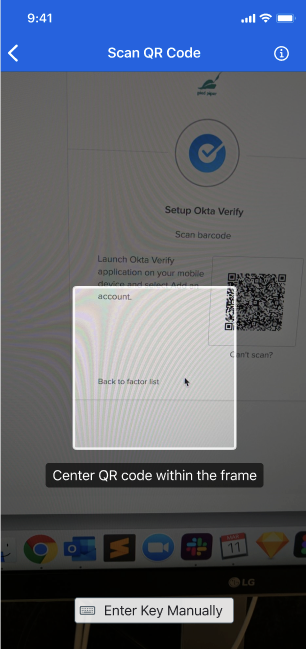 9:41
Scan QR Code
Setup Okta Verify
Scan barcode
Launch Okta Verify
application on your mobile
device and select Add an
account.
Can't scan?
Back to factor list
Center QR code within the frame
11
LG
Enter Key Manually